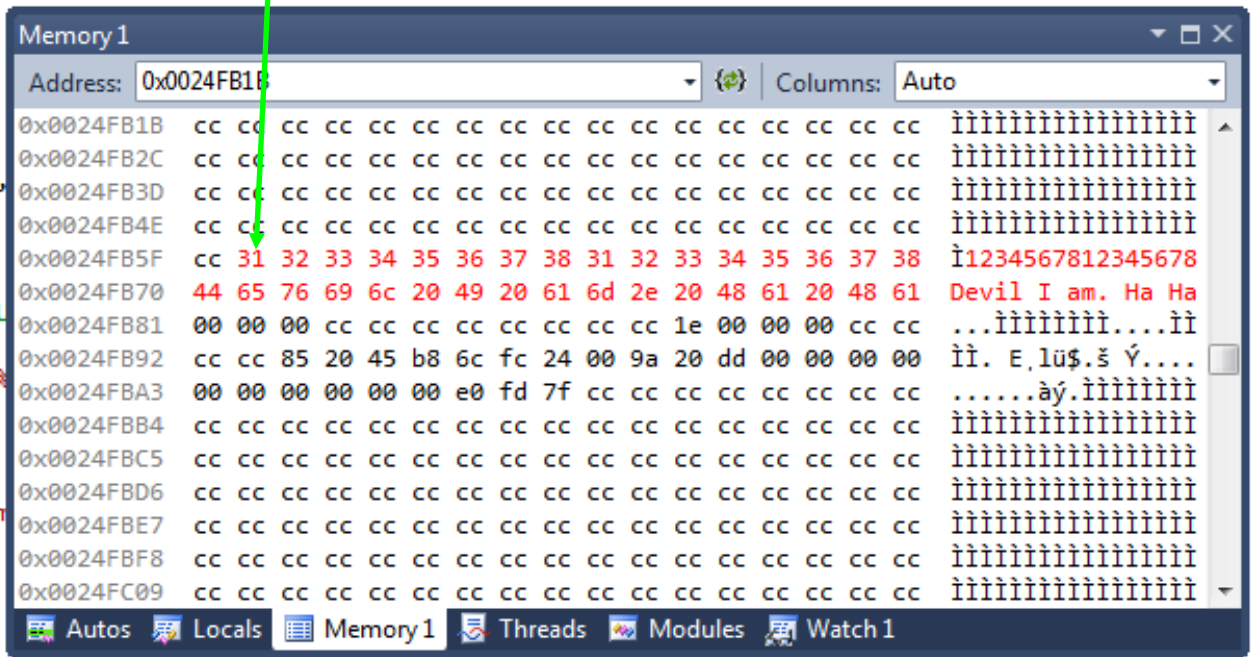 Memory 1
Address: 0x0024FB1B Columns: Auto
0x0024FB1B cc cc cc cc cc cc cc cc cc cc cc cc cc cc cc cc cc ÌÌÌÌÌÌÌÌÌÌÌÌÌÌÌÌÌ
0x0024FB2C cc cc cc cc cc cc cc cc cc cc cc cc cc cc cc cc cc ÌÌÌÌÌÌÌÌÌÌÌÌÌÌÌÌÌ
0x0024FB3D cc cc cc cc cc cc cc cc cc cc cc cc cc cc cc cc cc ÌÌÌÌÌÌÌÌÌÌÌÌÌÌÌÌÌ
0x0024FB4E cc cc cc cc cc cc cc cc cc cc cc cc cc cc cc cc cc ÌÌÌÌÌÌÌÌÌÌÌÌÌÌÌÌÌ
0x0024FB5F cc 31 32 33 34 35 36 37 38 31 32 33 34 35 36 37 38 Ì1234567812345678
0x0024FB70 44 65 76 69 6c 20 49 20 61 6d 2e 20 48 61 20 48 61 Devil I am. Ha Ha
0x0024FB81 00 00 00 cc cc cc cc cc cc cc cc 1e 00 00 00 cc cc ...ÌÌÌÌÌÌÌÌ....ÌÌ
0x0024FB92 cc cc 85 20 45 b8 6c fc 24 00 9a 20 dd 00 00 00 00 ÌÌ. E¸lü$.š Ý....
0x0024FBA3 00 00 00 00 00 00 e0 fd 7f cc cc cc cc cc cc cc cc ......àý.ÌÌÌÌÌÌÌÌ
0x0024FBB4 cc cc cc cc cc cc cc cc cc cc cc cc cc cc cc cc cc ÌÌÌÌÌÌÌÌÌÌÌÌÌÌÌÌÌ
0x0024FBC5 cc cc cc cc cc cc cc cc cc cc cc cc cc cc cc cc cc ÌÌÌÌÌÌÌÌÌÌÌÌÌÌÌÌÌ
0x0024FBD6 cc cc cc cc cc cc cc cc cc cc cc cc cc cc cc cc cc ÌÌÌÌÌÌÌÌÌÌÌÌÌÌÌÌÌ
0x0024FBE7 cc cc cc cc cc cc cc cc cc cc cc cc cc cc cc cc cc ÌÌÌÌÌÌÌÌÌÌÌÌÌÌÌÌÌ
0x0024FBF8 cc cc cc cc cc cc cc cc cc cc cc cc cc cc cc cc cc ÌÌÌÌÌÌÌÌÌÌÌÌÌÌÌÌÌ
0x0024FC09 cc cc cc cc cc cc cc cc cc cc cc cc cc cc cc cc cc ÌÌÌÌÌÌÌÌÌÌÌÌÌÌÌÌÌ
Autos Locals Memory 1 Threads Modules Watch 1